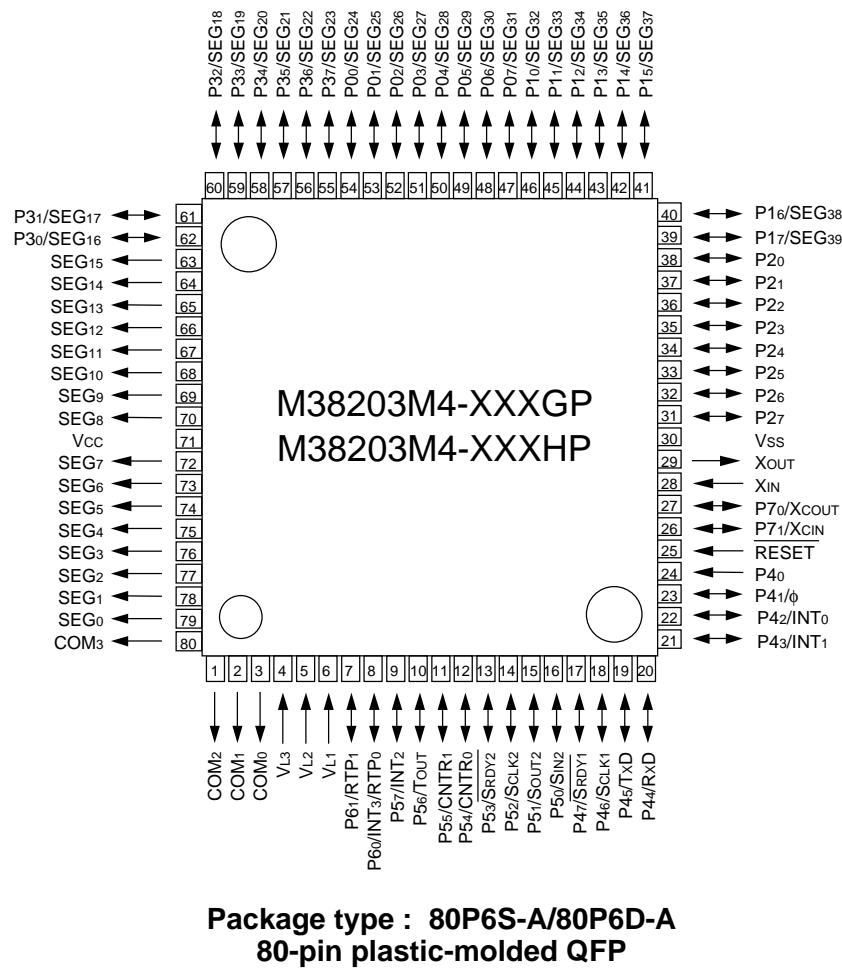 P32/SEG18
P33/SEG19
P34/SEG20
P35/SEG21
P36/SEG22
P37/SEG23
P00/SEG24
P01/SEG25
P02/SEG26
P03/SEG27
P04/SEG28
P05/SEG29
P06/SEG30
P07/SEG31
P10/SEG32
P11/SEG33
P12/SEG34
P13/SEG35
P14/SEG36
P15/SEG37
60 59 58 57 56 55 54 53 52 51 50 49 48 47 46 45 44 43 42 41
P31/SEG17 61
P30/SEG16 62
SEG15 63
SEG14 64
SEG13 65
SEG12 66
SEG11 67
SEG10 68
SEG9 69
SEG8 70
VCC 71
SEG7 72
SEG6 73
SEG5 74
SEG4 75
SEG3 76
SEG2 77
SEG1 78
SEG0 79
COM3 80
M38203M4-XXXGP
M38203M4-XXXHP
40 P16/SEG38
39 P17/SEG39
38 P20
37 P21
36 P22
35 P23
34 P24
33 P25
32 P26
31 P27
30 VSS
29 XOUT
28 XIN
27 P70/XCOUT
26 P71/XCIN
25 RESET
24 P40
23 P41/ϕ
22 P42/INT0
21 P43/INT1
1 2 3 4 5 6 7 8 9 10 11 12 13 14 15 16 17 18 19 20
COM2
COM1
COM0
VL3
VL2
VL1
P61/RTP1
P60/INT3/RTP0
P57/INT2
P56/TOUT
P55/CNTR1
P54/CNTR0
P53/SRDY2
P52/SCLK2
P51/SOUT2
P50/SIN2
P47/SRDY1
P46/SCLK1
P45/TXD
P44/RXD
Package type : 80P6S-A/80P6D-A
80-pin plastic-molded QFP